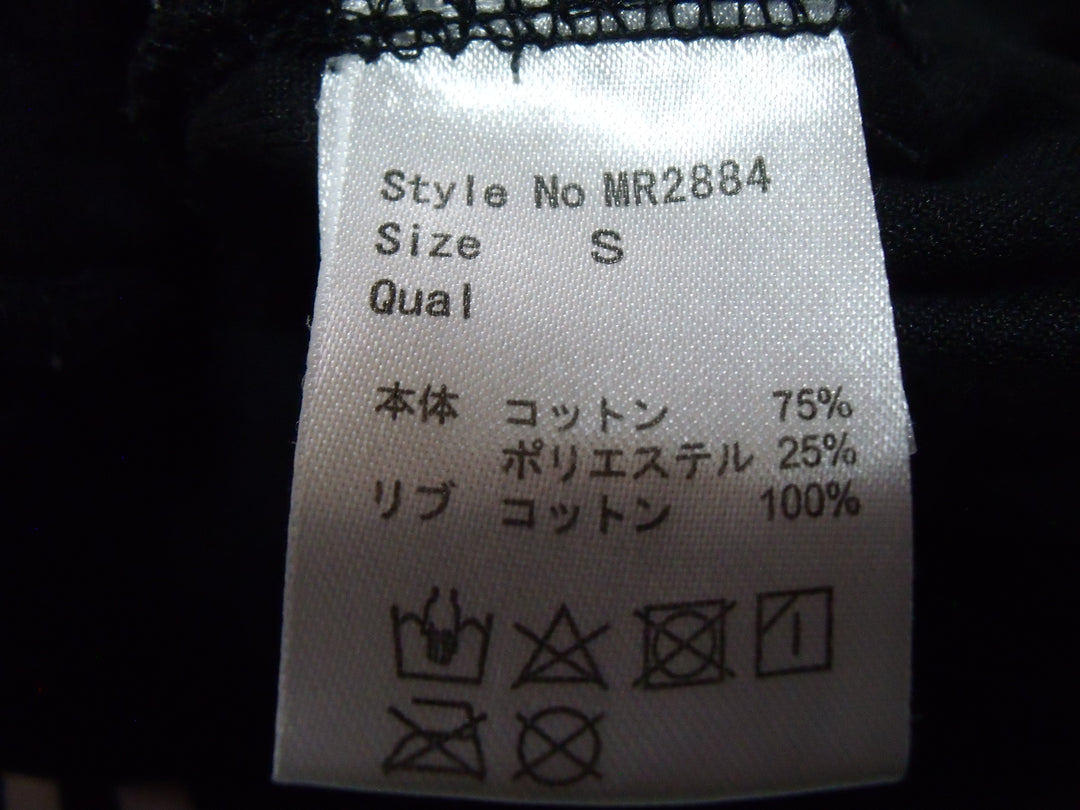 Style No MR2884
Size S
Qual
本体 コットン 75%
ポリエステル 25%
リブ コットン 100%